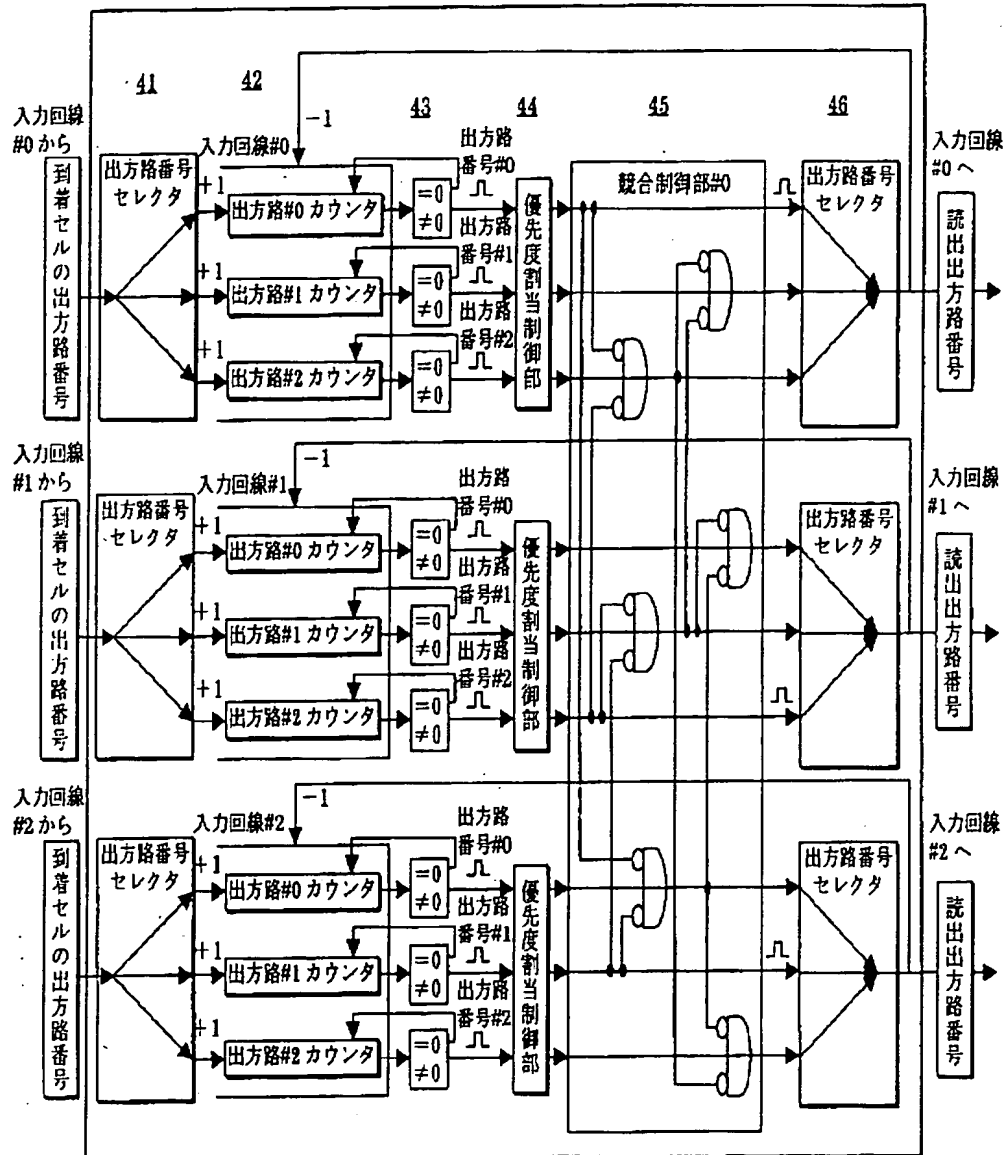 41
42
43
44
45
46
入力回線
#0 から
到着セルの出方路番号
出方路番号
セレクタ
+1
+1
+1
入力回線#0
-1
出方路#0 カウンタ
出方路#1 カウンタ
出方路#2 カウンタ
=0
≠0
=0
≠0
=0
≠0
出方路
番号#0
出方路
番号#1
出方路
番号#2
優先度割当制御部
競合制御部#0
出方路番号
セレクタ
入力回線
#0 へ
読出出方路番号
入力回線
#1 から
到着セルの出方路番号
出方路番号
セレクタ
+1
+1
+1
入力回線#1
-1
出方路#0 カウンタ
出方路#1 カウンタ
出方路#2 カウンタ
=0
≠0
=0
≠0
=0
≠0
出方路
番号#0
出方路
番号#1
出方路
番号#2
優先度割当制御部
出方路番号
セレクタ
入力回線
#1 へ
読出出方路番号
入力回線
#2 から
到着セルの出方路番号
出方路番号
セレクタ
+1
+1
+1
入力回線#2
-1
出方路#0 カウンタ
出方路#1 カウンタ
出方路#2 カウンタ
=0
≠0
=0
≠0
=0
≠0
出方路
番号#0
出方路
番号#1
出方路
番号#2
優先度割当制御部
出方路番号
セレクタ
入力回線
#2 へ
読出出方路番号